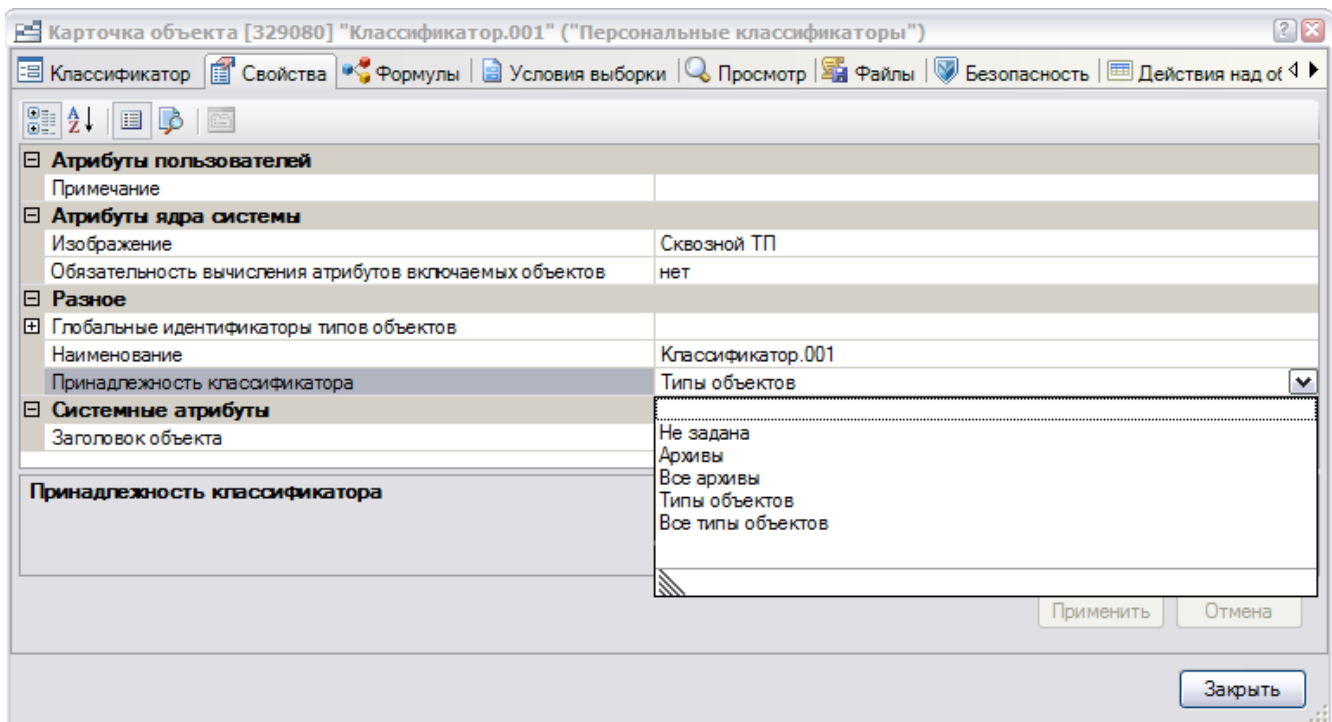 Карточка объекта [329080] "Классификатор.001" ("Персональные классификаторы")
Классификатор Свойства Формулы Условия выборки Просмотр Файлы Безопасность Действия над об
Атрибуты пользователей
Примечание
Атрибуты ядра системы
Изображение Сквозной ТП
Обязательность вычисления атрибутов включаемых объектов нет
Разное
Глобальные идентификаторы типов объектов
Наименование Классификатор.001
Принадлежность классификатора Типы объектов
Системные атрибуты
Заголовок объекта
Не задана
Архивы
Все архивы
Типы объектов
Все типы объектов
Принадлежность классификатора
Применить Отмена
Закрыть